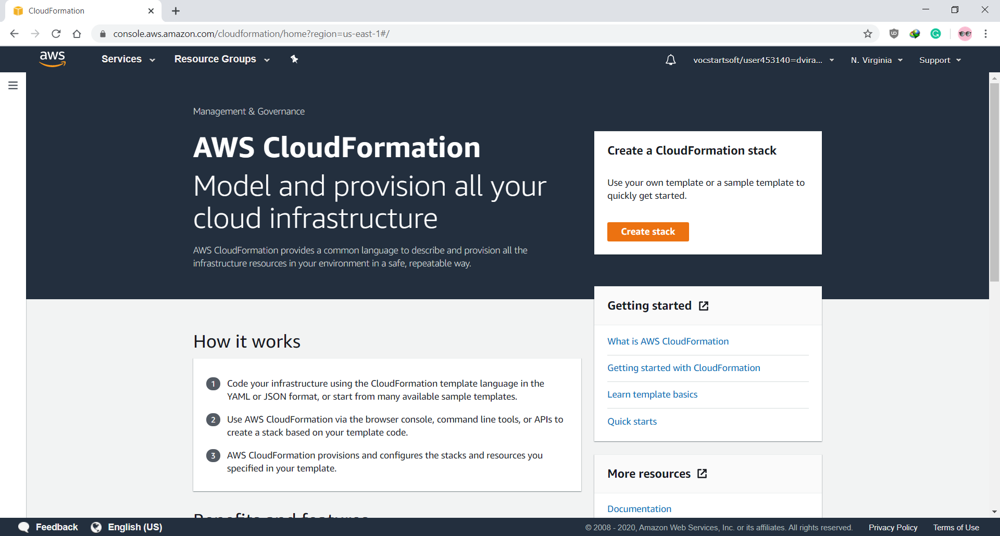 CloudFormation
console.aws.amazon.com/cloudformation/home?region=us-east-1#/
aws
Services
Resource Groups
vocstartsoft/user453140=dvira...
N. Virginia
Support
Management & Governance
AWS CloudFormation
Model and provision all your
cloud infrastructure
AWS CloudFormation provides a common language to describe and provision all the
infrastructure resources in your environment in a safe, repeatable way.
Create a CloudFormation stack
Use your own template or a sample template to
quickly get started.
Create stack
How it works
1 Code your infrastructure using the CloudFormation template language in the
YAML or JSON format, or start from many available sample templates.
2 Use AWS CloudFormation via the browser console, command line tools, or APIs to
create a stack based on your template code.
3 AWS CloudFormation provisions and configures the stacks and resources you
specified in your template.
Benefits and features
Getting started
What is AWS CloudFormation
Getting started with CloudFormation
Learn template basics
Quick starts
More resources
Documentation
Feedback
English (US)
© 2008 - 2020, Amazon Web Services, Inc. or its affiliates. All rights reserved.
Privacy Policy
Terms of Use